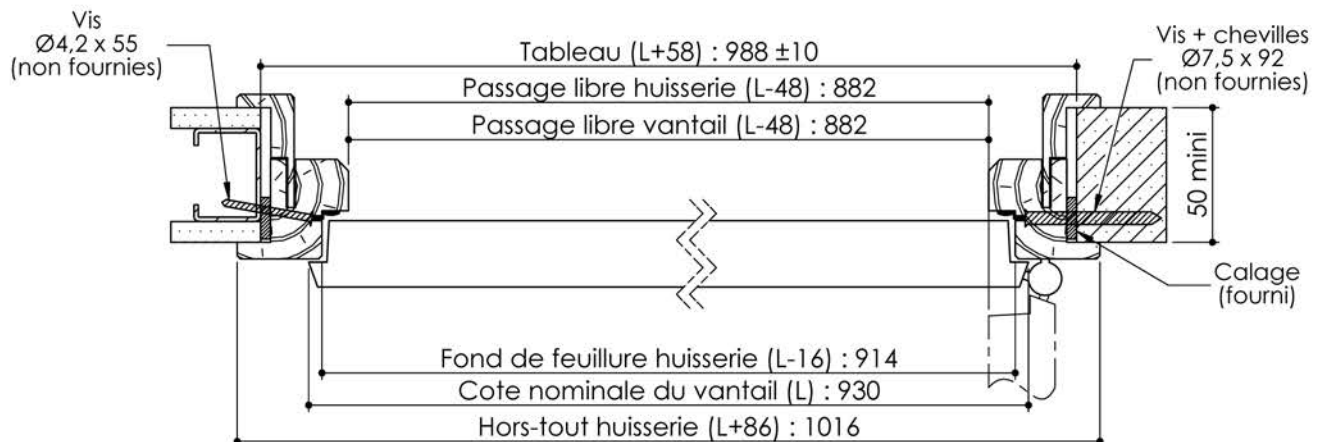 Vis
Ø4,2 x 55
(non fournies)
Tableau (L+58) : 988 ±10
Vis + chevilles
Ø7,5 x 92
(non fournies)
Passage libre huisserie (L-48) : 882
Passage libre vantail (L-48) : 882
50 mini
Calage
(fourni)
Fond de feuillure huisserie (L-16) : 914
Cote nominale du vantail (L) : 930
Hors-tout huisserie (L+86) : 1016